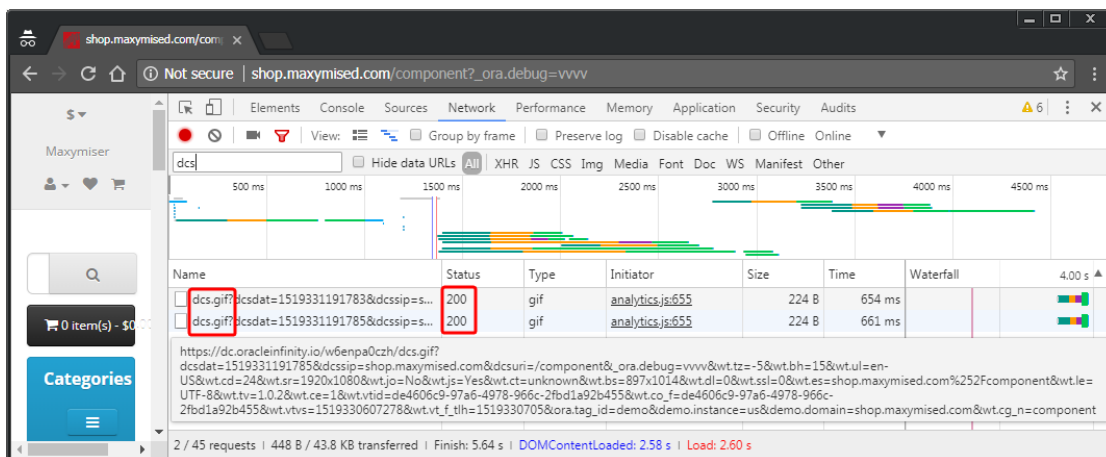 shop.maxymised.com/com
Not secure | shop.maxymised.com/component?_ora.debug=vvvv
$
Maxymiser
0 item(s) - $0
Categories
Elements Console Sources Network Performance Memory Application Security Audits 6
View: Group by frame Preserve log Disable cache Offline Online
dcs Hide data URLs All XHR JS CSS Img Media Font Doc WS Manifest Other
500 ms 1000 ms 1500 ms 2000 ms 2500 ms 3000 ms 3500 ms 4000 ms 4500 ms
Name Status Type Initiator Size Time Waterfall 4.00 s
dcs.gif?dcsdat=1519331191783&dcssip=s... 200 gif analytics.js:655 224 B 654 ms
dcs.gif?dcsdat=1519331191785&dcssip=s... 200 gif analytics.js:655 224 B 661 ms
https://dc.oracleinfinity.io/w6enpa0czh/dcs.gif?
dcsdat=1519331191785&dcssip=shop.maxymised.com&dcsuri=/component&_ora.debug=vvvv&wt.tz=-5&wt.bh=15&wt.ul=en-
US&wt.cd=24&wt.sr=1920x1080&wt.jo=No&wt.js=Yes&wt.ct=unknown&wt.bs=897x1014&wt.dl=0&wt.ssl=0&wt.es=shop.maxymised.com%252Fcomponent&wt.le=
UTF-8&wt.tv=1.0.2&wt.ce=1&wt.vtid=de4606c9-97a6-4978-966c-2fbd1a92b455&wt.co_f=de4606c9-97a6-4978-966c-
2fbd1a92b455&wt.vtvs=1519330607278&wt.vt_f_tlh=1519330705&ora.tag_id=demo&demo.instance=us&demo.domain=shop.maxymised.com&wt.cg_n=component
2 / 45 requests | 448 B / 43.8 KB transferred | Finish: 5.64 s | DOMContentLoaded: 2.58 s | Load: 2.60 s